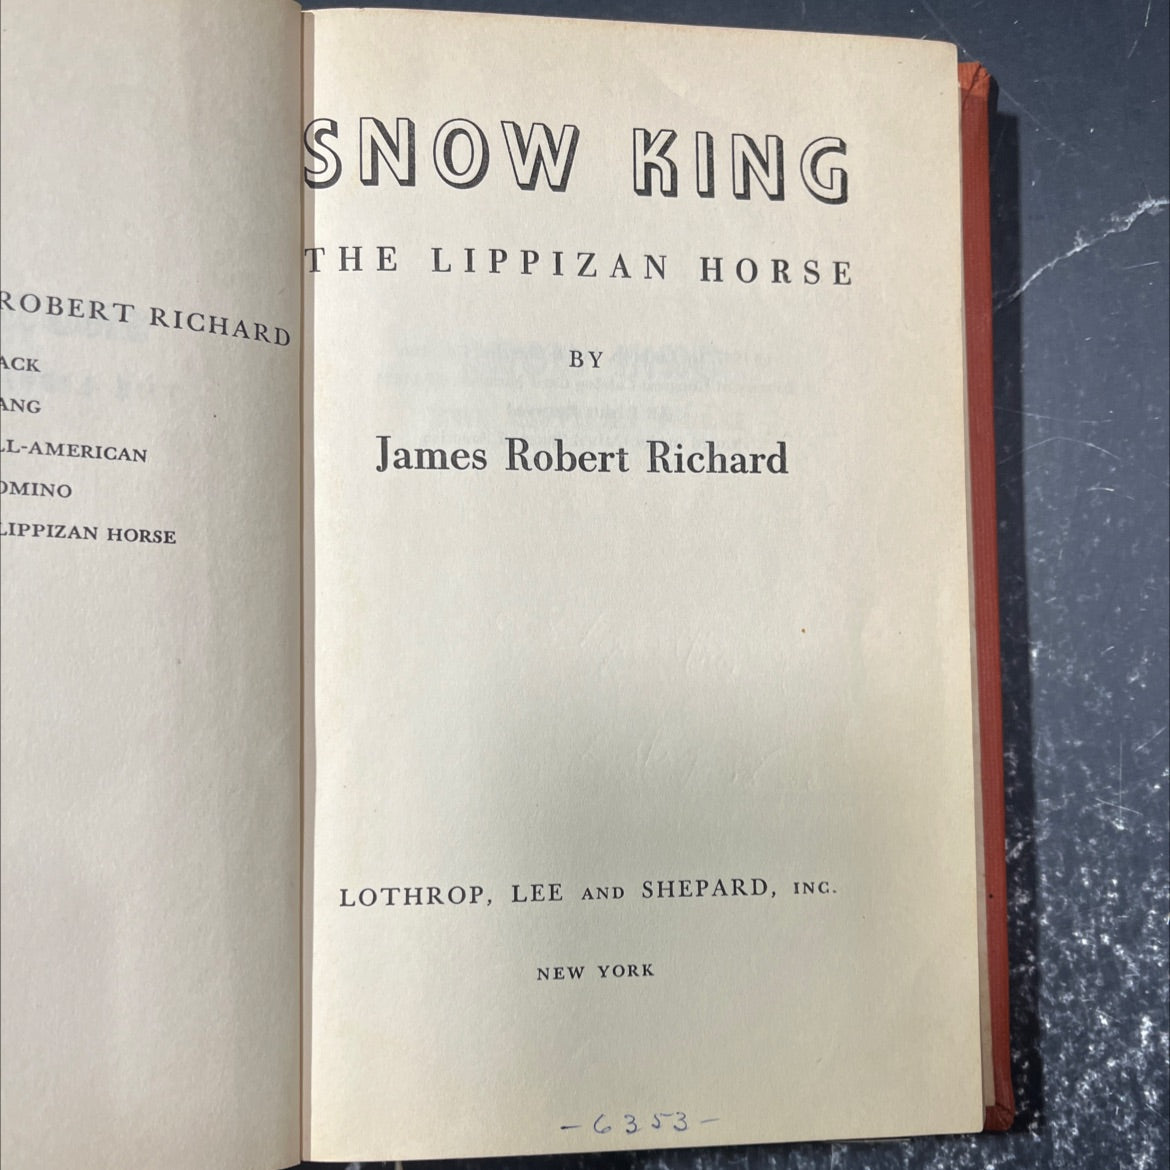 ROBERT RICHARD
ACK
ANG
LL-AMERICAN
OMINO
LIPPIZAN HORSE
SNOW KING
THE LIPPIZAN HORSE
BY
James Robert Richard
LOTHROP, LEE AND SHEPARD, INC.
NEW YORK
-6353-